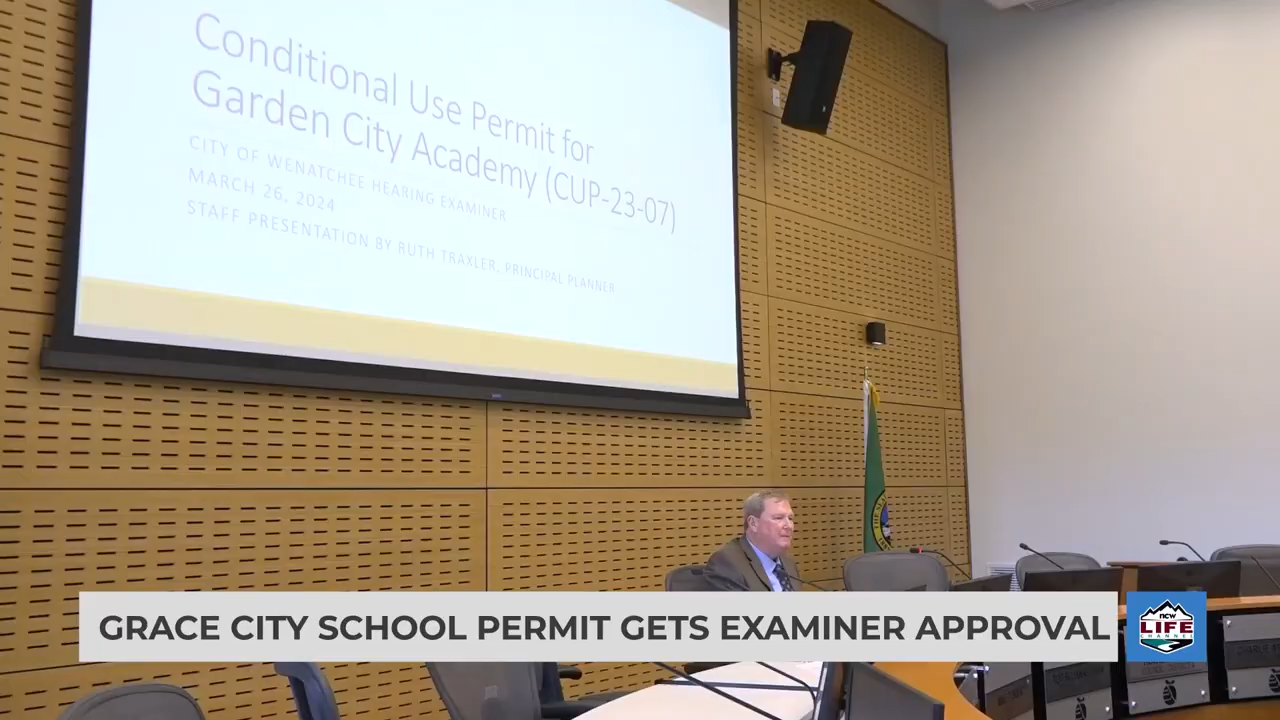 Conditional Use Permit for
Garden City Academy (CUP-23-07)
CITY OF WENATCHEE HEARING EXAMINER
MARCH 26, 2024
STAFF PRESENTATION BY RUTH TRAXLER, PRINCIPAL PLANNER
GRACE CITY SCHOOL PERMIT GETS EXAMINER APPROVAL
ncw
LIFE
CHANNEL